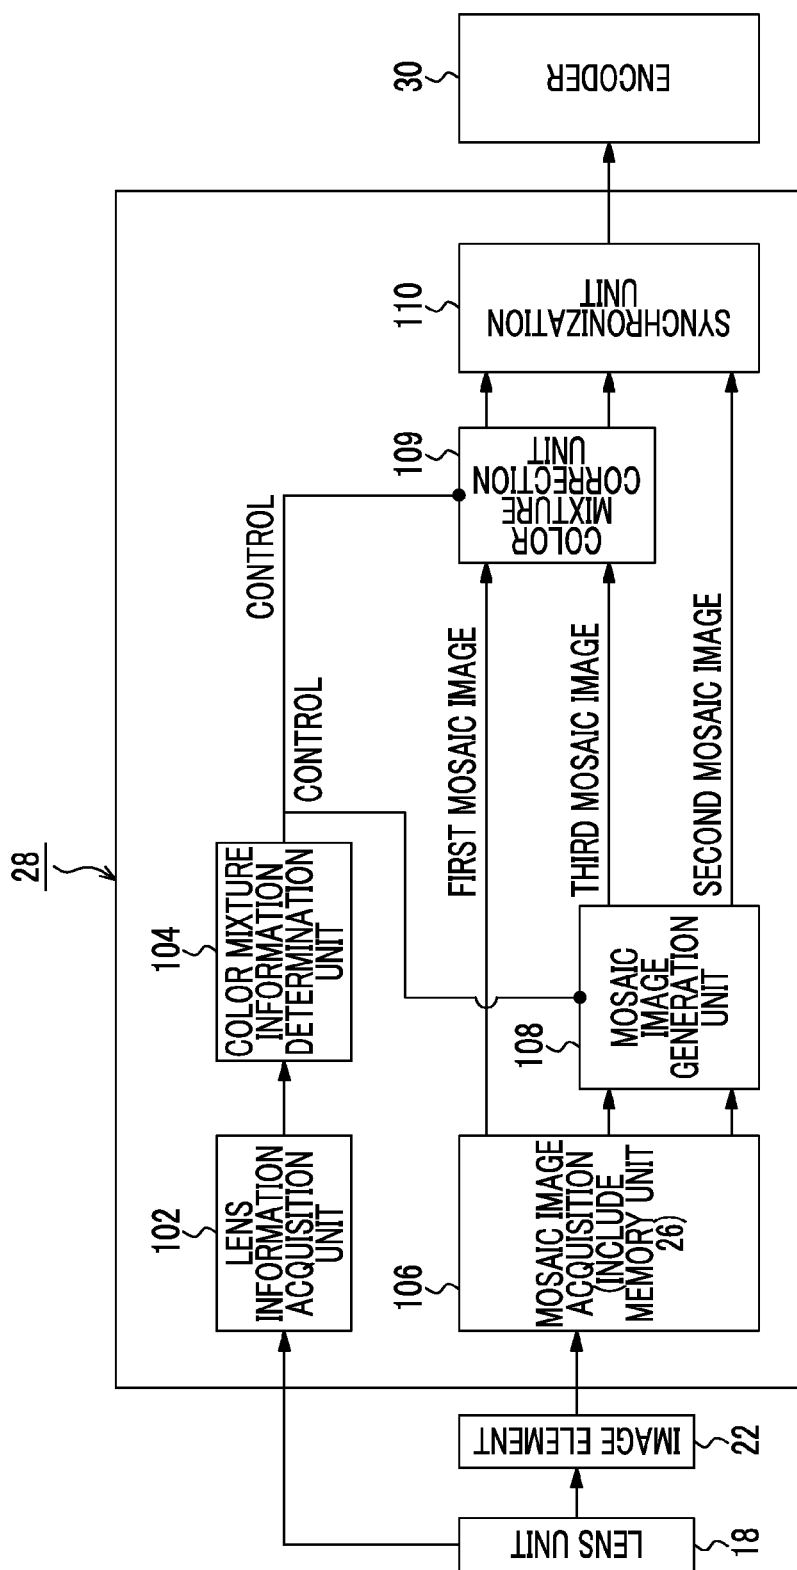 28
LENS UNIT
18
IMAGE ELEMENT
22
102
LENS
INFORMATION
ACQUISITION
UNIT
104
COLOR MIXTURE
INFORMATION
DETERMINATION
UNIT
CONTROL
CONTROL
106
MOSAIC IMAGE
ACQUISITION
(INCLUDE
MEMORY UNIT
26)
108
MOSAIC
IMAGE
GENERATION
UNIT
FIRST MOSAIC IMAGE
THIRD MOSAIC IMAGE
SECOND MOSAIC IMAGE
109
COLOR
MIXTURE
CORRECTION
UNIT
110
SYNCHRONIZATION
UNIT
30
ENCODER